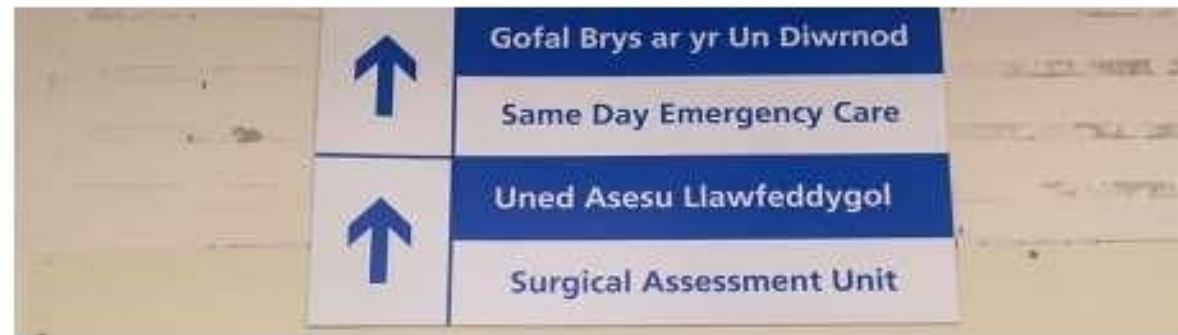 Gofal Brys ar yr Un Diwrnod
Same Day Emergency Care
Uned Asesu Llawfeddygol
Surgical Assessment Unit